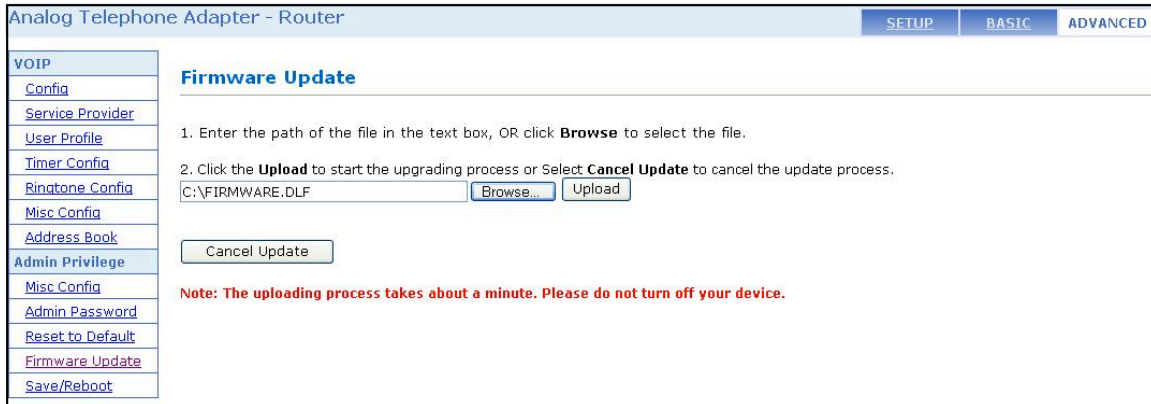 Analog Telephone Adapter - Router
SETUP
BASIC
ADVANCED
VOIP
Config
Service Provider
User Profile
Timer Config
Ringtone Config
Misc Config
Address Book
Admin Privilege
Misc Config
Admin Password
Reset to Default
Firmware Update
Save/Reboot
Firmware Update
1. Enter the path of the file in the text box, OR click Browse to select the file.
2. Click the Upload to start the upgrading process or Select Cancel Update to cancel the update process.
C:\FIRMWARE.DLF
Browse...
Upload
Cancel Update
Note: The uploading process takes about a minute. Please do not turn off your device.